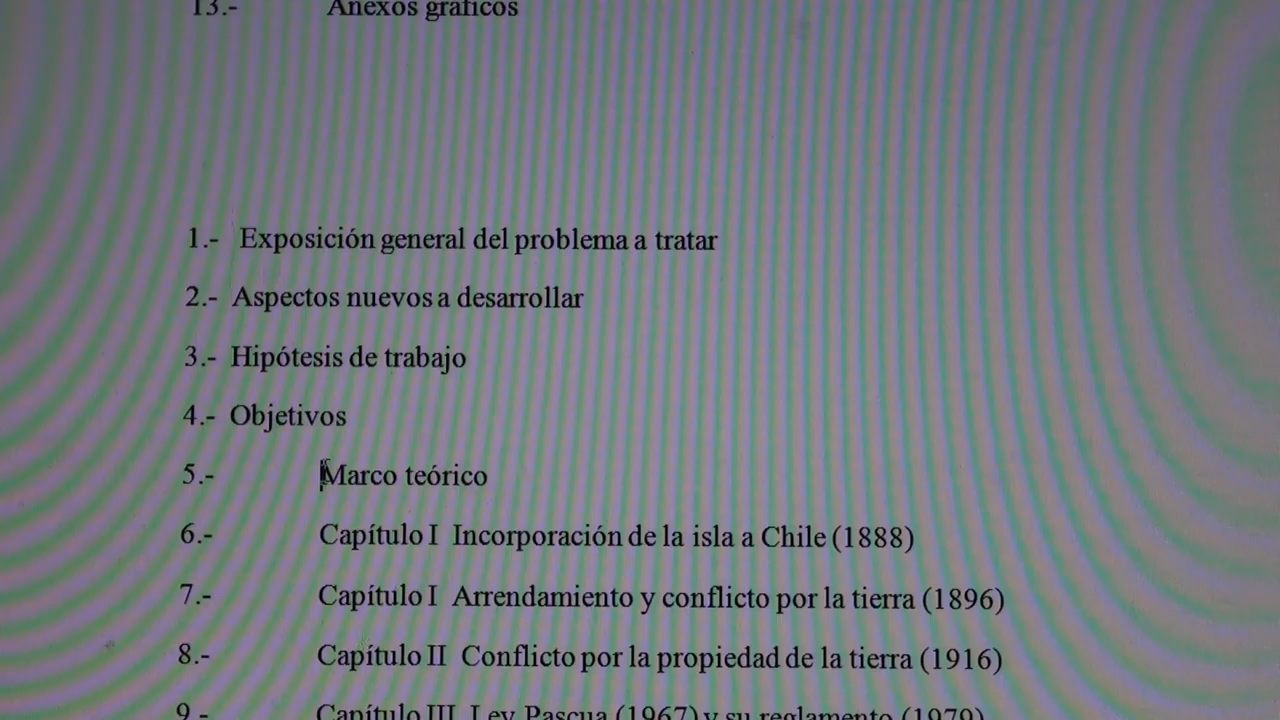 13.- Anexos gráficos
1.- Exposición general del problema a tratar
2.- Aspectos nuevos a desarrollar
3.- Hipótesis de trabajo
4.- Objetivos
5.- Marco teórico
6.- Capítulo I Incorporación de la isla a Chile (1888)
7.- Capítulo I Arrendamiento y conflicto por la tierra (1896)
8.- Capítulo II Conflicto por la propiedad de la tierra (1916)
9.- Capítulo III Ley Pascua (1967) y su reglamento (1979)